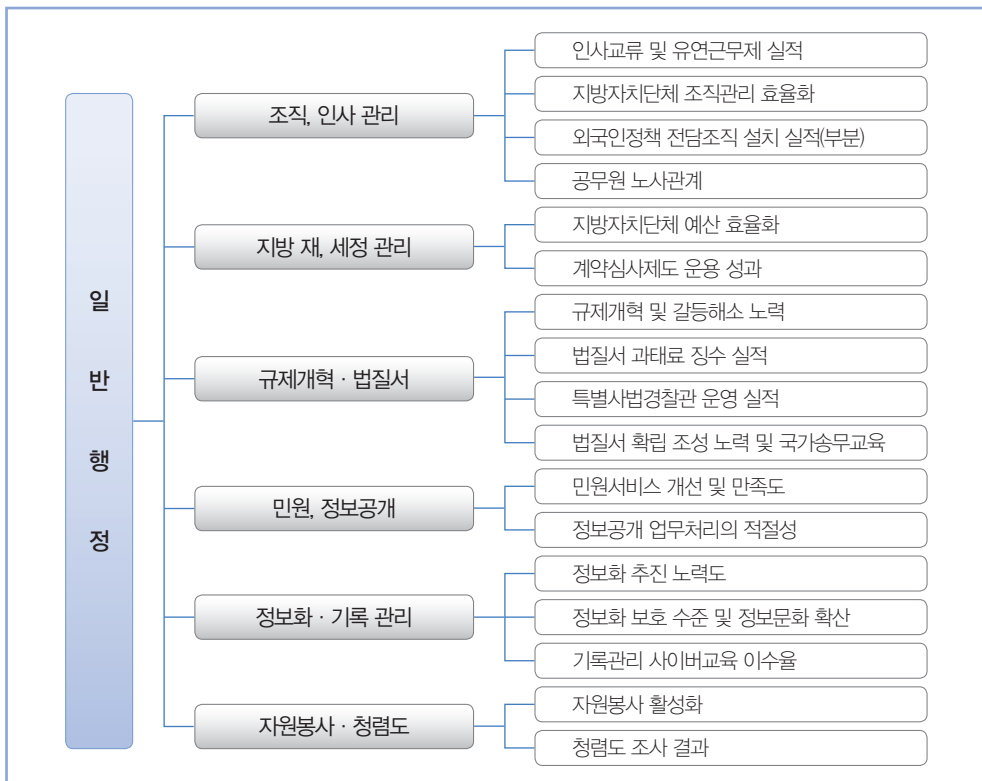 일반행정
조직, 인사 관리
인사교류 및 유연근무제 실적
지방자치단체 조직관리 효율화
외국인정책 전담조직 설치 실적(부분)
공무원 노사관계
지방 재, 세정 관리
지방자치단체 예산 효율화
계약심사제도 운용 성과
규제개혁 · 법질서
규제개혁 및 갈등해소 노력
법질서 과태료 징수 실적
특별사법경찰관 운영 실적
법질서 확립 조성 노력 및 국가송무교육
민원, 정보공개
민원서비스 개선 및 만족도
정보공개 업무처리의 적절성
정보화 · 기록 관리
정보화 추진 노력도
정보화 보호 수준 및 정보문화 확산
기록관리 사이버교육 이수율
자원봉사 · 청렴도
자원봉사 활성화
청렴도 조사 결과